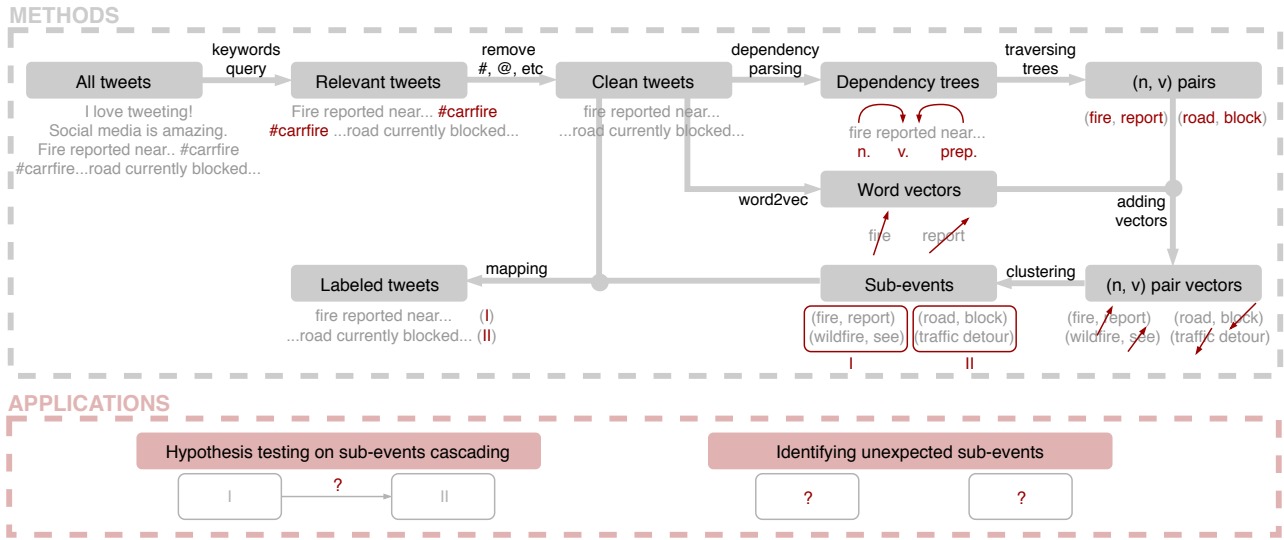 METHODS
All tweets
keywords
query
Relevant tweets
remove
#, @, etc
Clean tweets
dependency
parsing
Dependency trees
traversing
trees
(n, v) pairs
I love tweeting!
Social media is amazing.
Fire reported near.. #carrfire
#carrfire...road currently blocked...
Fire reported near... #carrfire
#carrfire ...road currently blocked...
fire reported near...
...road currently blocked...
fire reported near...
n. v. prep.
(fire, report) (road, block)
word2vec
Word vectors
adding
vectors
fire report
Labeled tweets
mapping
Sub-events
clustering
(n, v) pair vectors
fire reported near... (I)
...road currently blocked... (II)
(fire, report)
(wildfire, see)
I
(road, block)
(traffic detour)
II
(fire, report)
(wildfire, see)
(road, block)
(traffic detour)
APPLICATIONS
Hypothesis testing on sub-events cascading
I ? II
Identifying unexpected sub-events
? ?